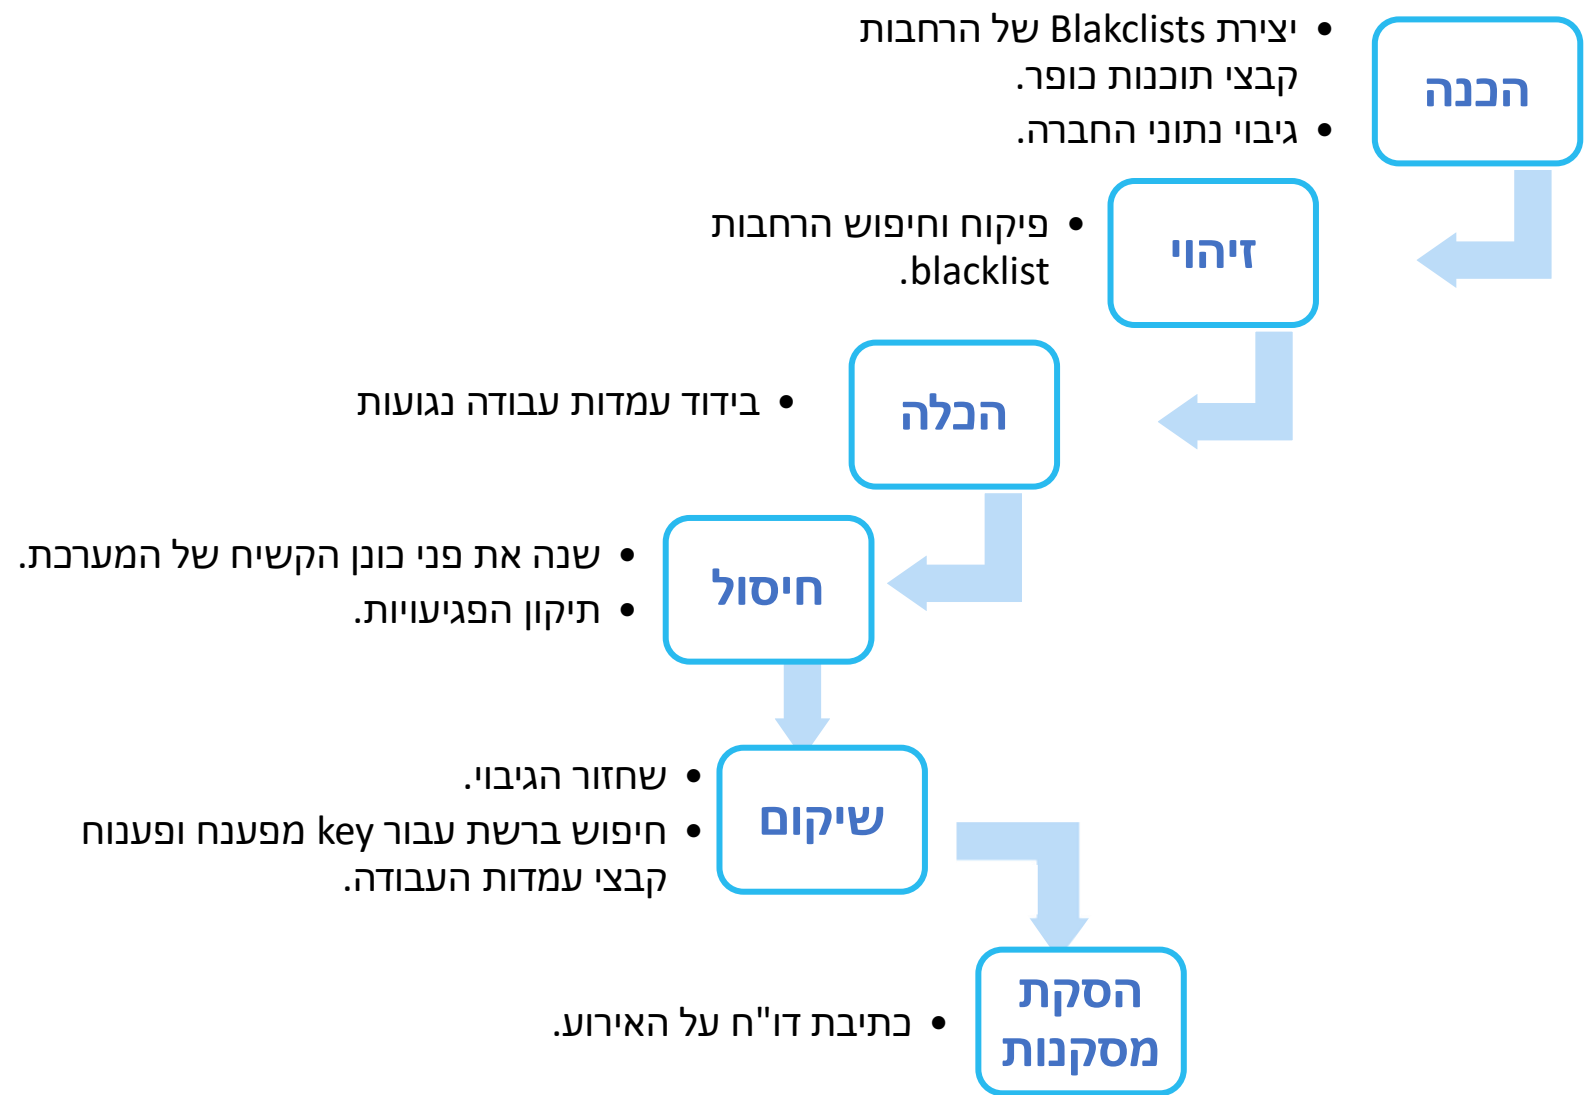 הכנה
• יצירת Blakclists של הרחבות
קבצי תוכנות כופר.
• גיבוי נתוני החברה.
זיהוי
• פיקוח וחיפוש הרחבות
blacklist.
הכלה
• בידוד עמדות עבודה נגועות
חיסול
• שנה את פני כונן הקשיח של המערכת.
• תיקון הפגיעויות.
שיקום
• שחזור הגיבוי.
• חיפוש ברשת עבור key מפענח ופענוח
קבצי עמדות העבודה.
הסקת
מסקנות
• כתיבת דו"ח על האירוע.